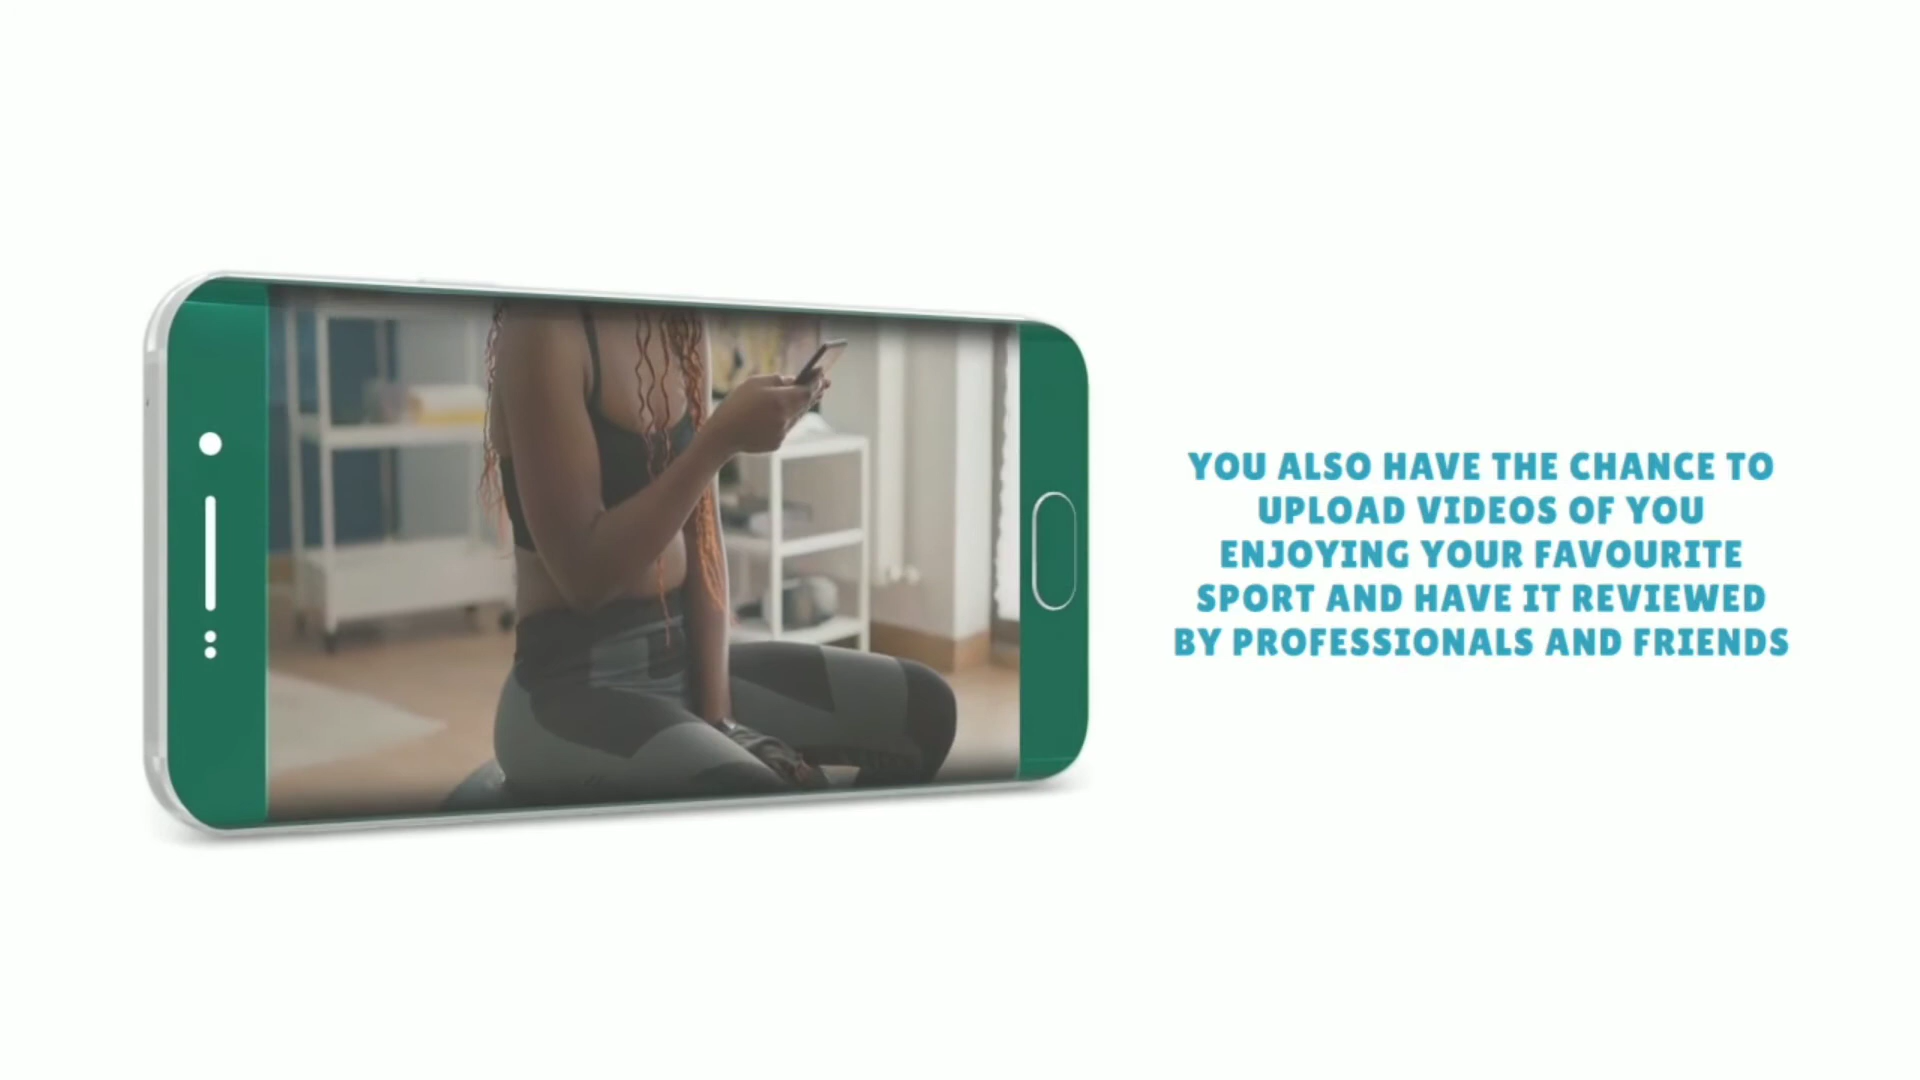 YOU ALSO HAVE THE CHANCE TO
UPLOAD VIDEOS OF YOU
ENJOYING YOUR FAVOURITE
SPORT AND HAVE IT REVIEWED
BY PROFESSIONALS AND FRIENDS